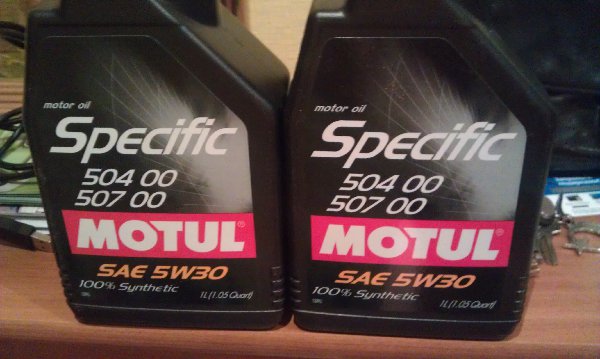 motor oil
Specific
504 00
507 00
MOTUL
SAE 5W30
100% Synthetic
1L (1.05 Quart)
motor oil
Specific
504 00
507 00
MOTUL
SAE 5W30
100% Synthetic
1L (1.05 Quart)